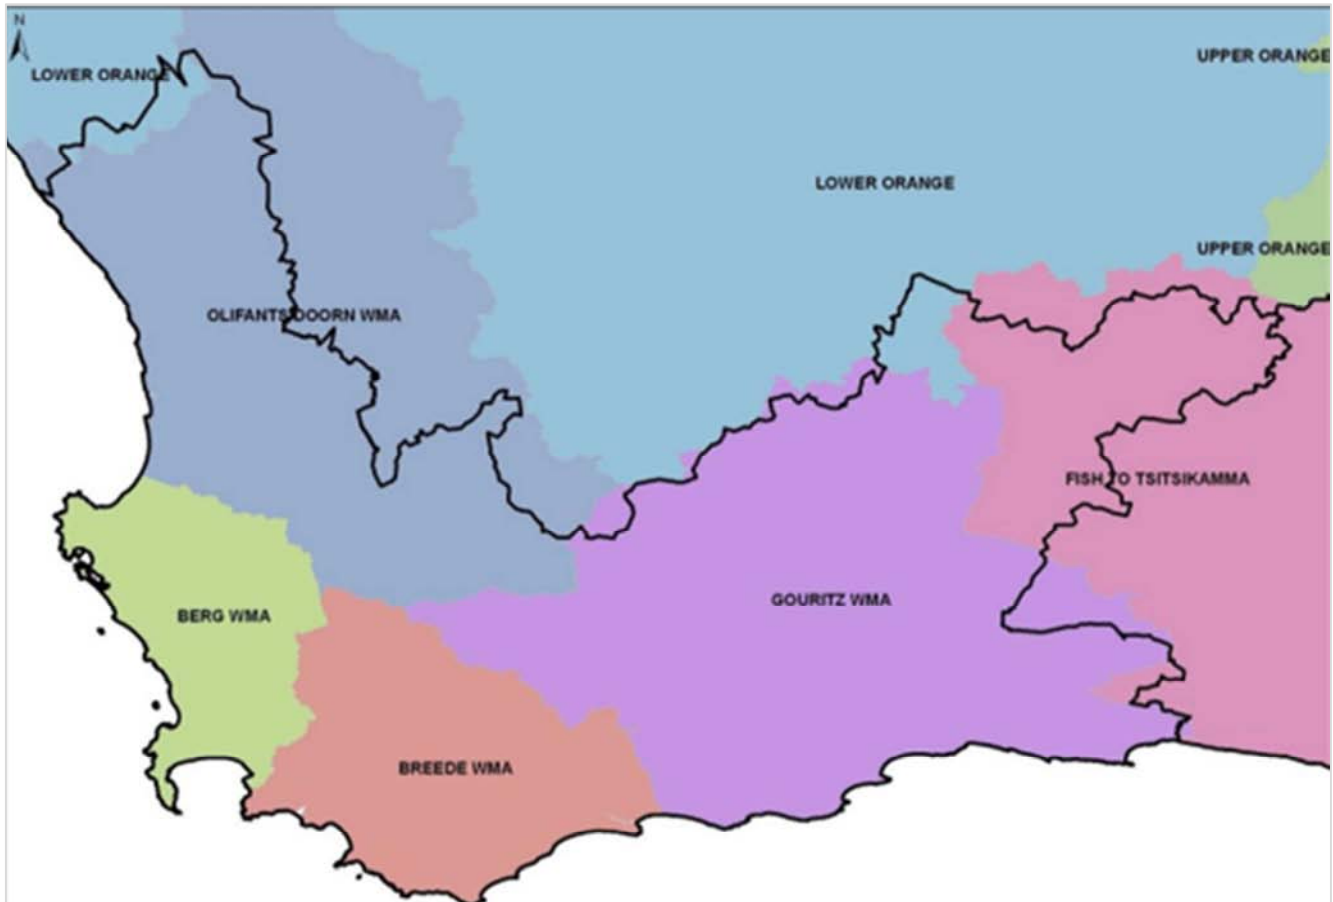 N
UPPER ORANGE
LOWER ORANGE
LOWER ORANGE
UPPER ORANGE
OLIFANTS DOORN WMA
FISH TO TSITSIKAMMA
GOURITZ WMA
BERG WMA
BREEDE WMA